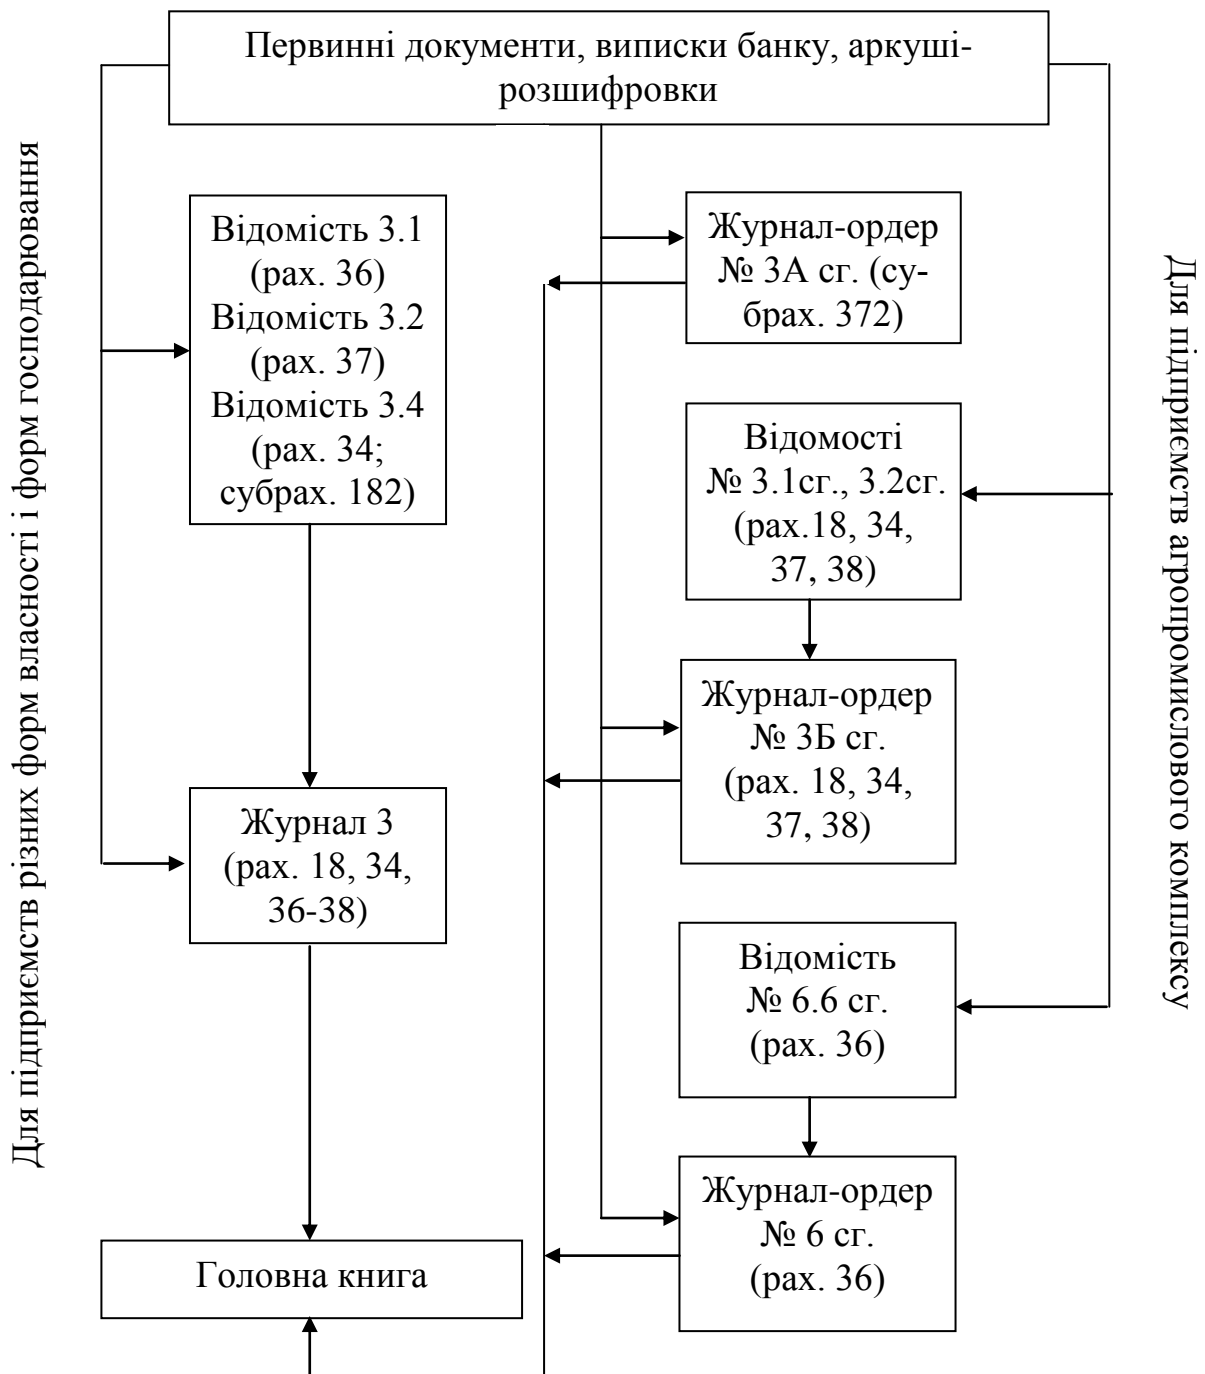 Первинні документи, виписки банку, аркуші-
розшифровки
Для підприємств різних форм власності і форм господарювання
Відомість 3.1
(рах. 36)
Відомість 3.2
(рах. 37)
Відомість 3.4
(рах. 34;
субрах. 182)
Журнал 3
(рах. 18, 34,
36-38)
Головна книга
Журнал-ордер
№ 3А сг. (су-
брах. 372)
Відомості
№ 3.1сг., 3.2сг.
(рах.18, 34,
37, 38)
Журнал-ордер
№ 3Б сг.
(рах. 18, 34,
37, 38)
Відомість
№ 6.6 сг.
(рах. 36)
Журнал-ордер
№ 6 сг.
(рах. 36)
Для підприємств агропромислового комплексу